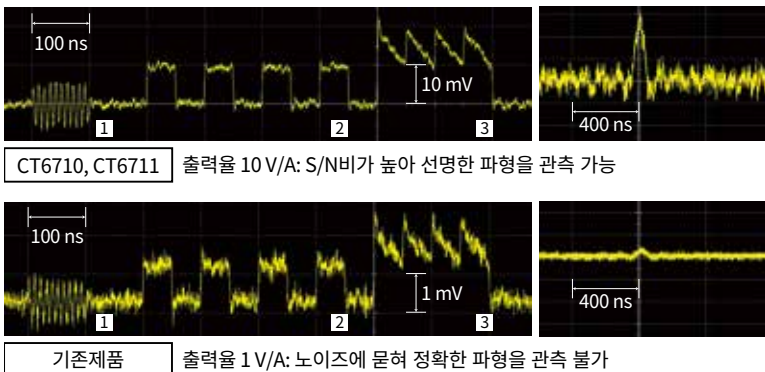 100 ns
10 mV
1
2
3
400 ns
CT6710, CT6711
출력율 10 V/A: S/N비가 높아 선명한 파형을 관측 가능
100 ns
1 mV
1
2
3
400 ns
기존제품
출력율 1 V/A: 노이즈에 묻혀 정확한 파형을 관측 불가